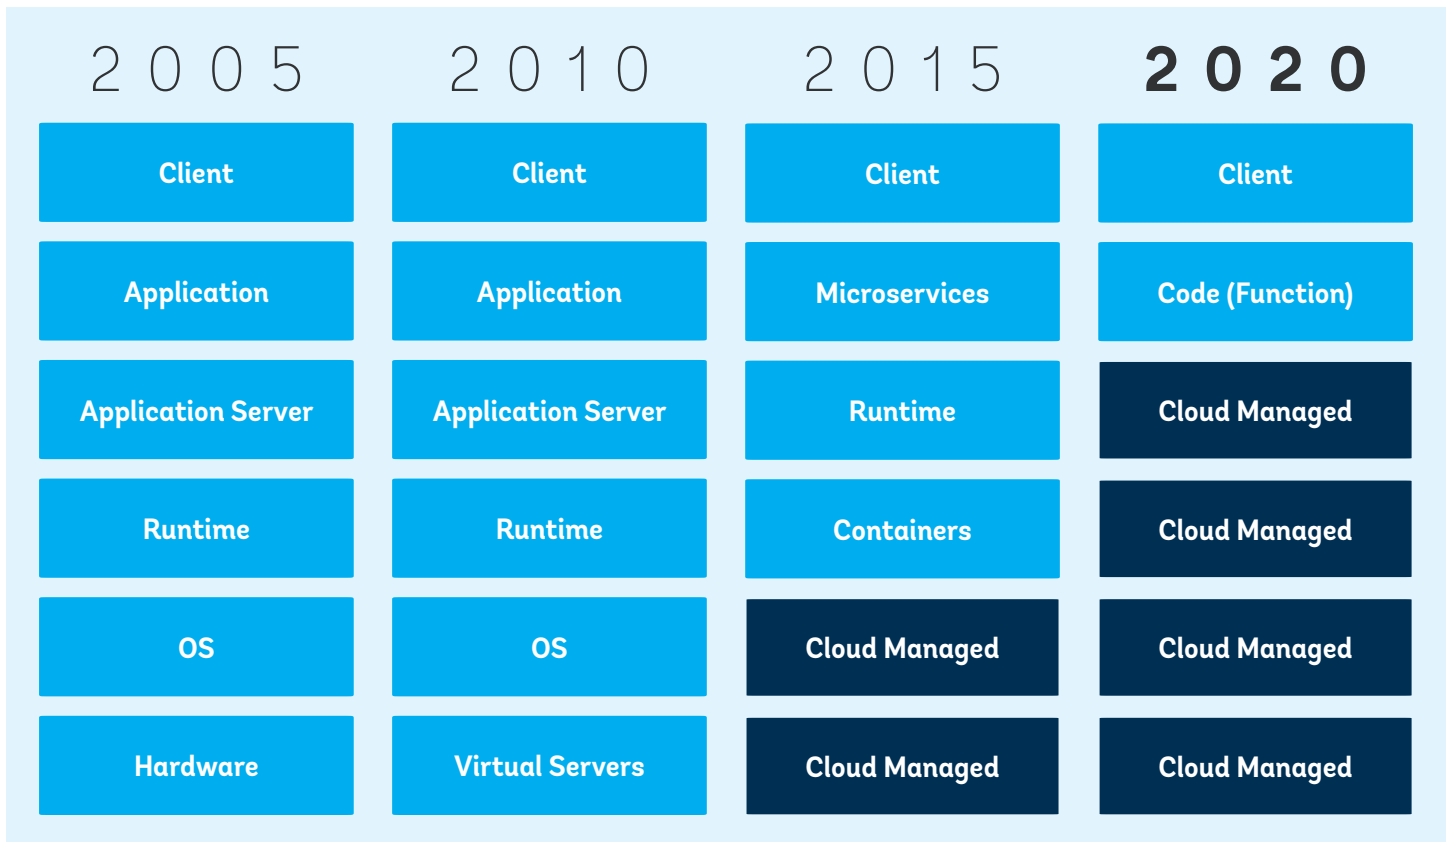 2005 2010 2015 2020
Client Client Client Client
Application Application Microservices Code (Function)
Application Server Application Server Runtime Cloud Managed
Runtime Runtime Containers Cloud Managed
OS OS Cloud Managed Cloud Managed
Hardware Virtual Servers Cloud Managed Cloud Managed